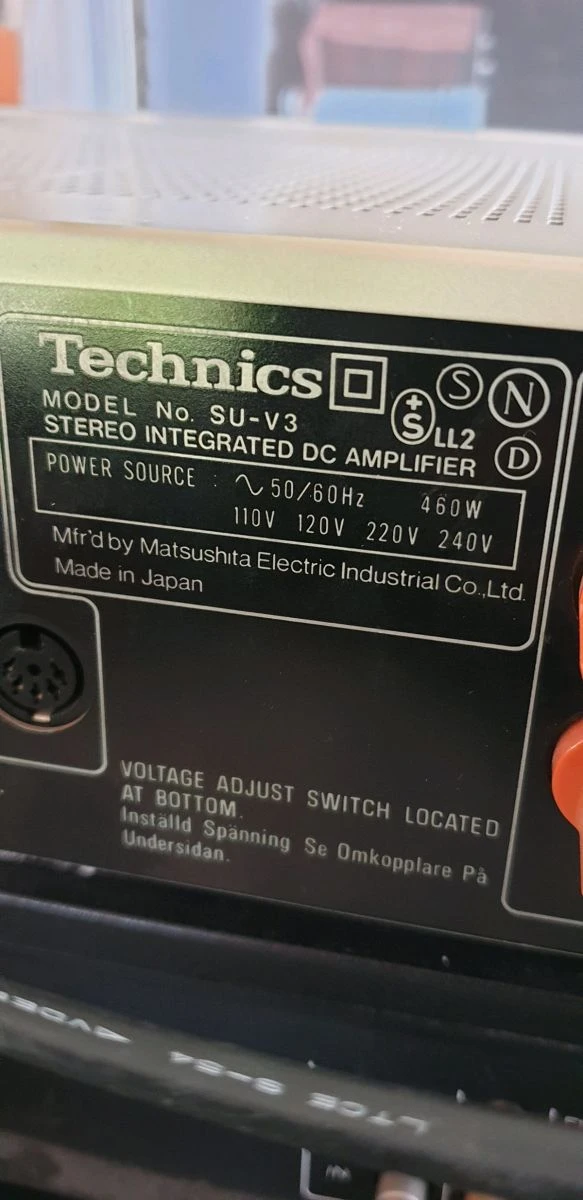 Technics
S
N
MODEL No. SU-V3
+S LL2
STEREO INTEGRATED DC AMPLIFIER
D
POWER SOURCE : ∿ 50/60Hz 460W
110V 120V 220V 240V
Mfr'd by Matsushita Electric Industrial Co.,Ltd.
Made in Japan
VOLTAGE ADJUST SWITCH LOCATED
AT BOTTOM.
Inställd Spänning Se Omkopplare På
Undersidan.